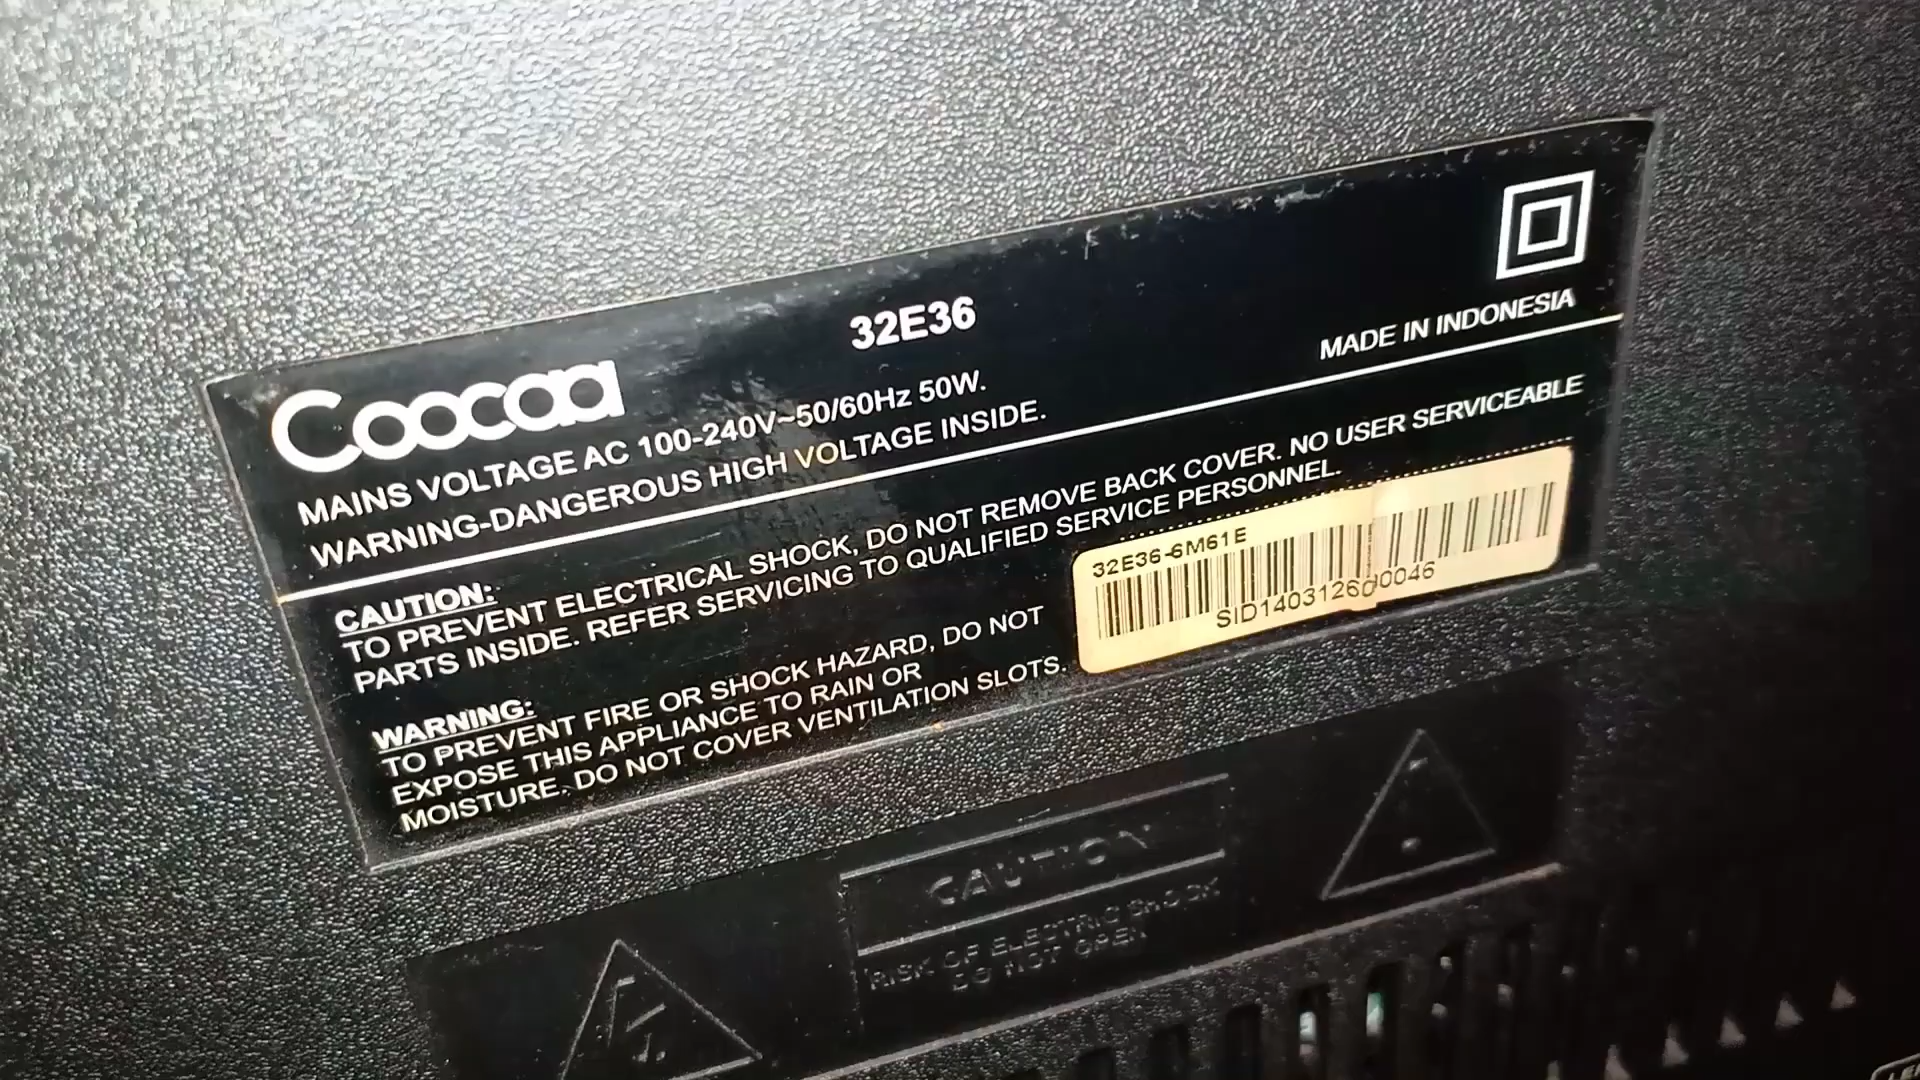 Coocaa
32E36
MADE IN INDONESIA
MAINS VOLTAGE AC 100-240V~50/60Hz 50W.
WARNING-DANGEROUS HIGH VOLTAGE INSIDE.
CAUTION:
TO PREVENT ELECTRICAL SHOCK, DO NOT REMOVE BACK COVER. NO USER SERVICEABLE
PARTS INSIDE. REFER SERVICING TO QUALIFIED SERVICE PERSONNEL.
WARNING:
TO PREVENT FIRE OR SHOCK HAZARD, DO NOT
EXPOSE THIS APPLIANCE TO RAIN OR
MOISTURE. DO NOT COVER VENTILATION SLOTS.
32E36-6M61E
CAUTION
RISK OF ELECTRIC SHOCK
DO NOT OPEN